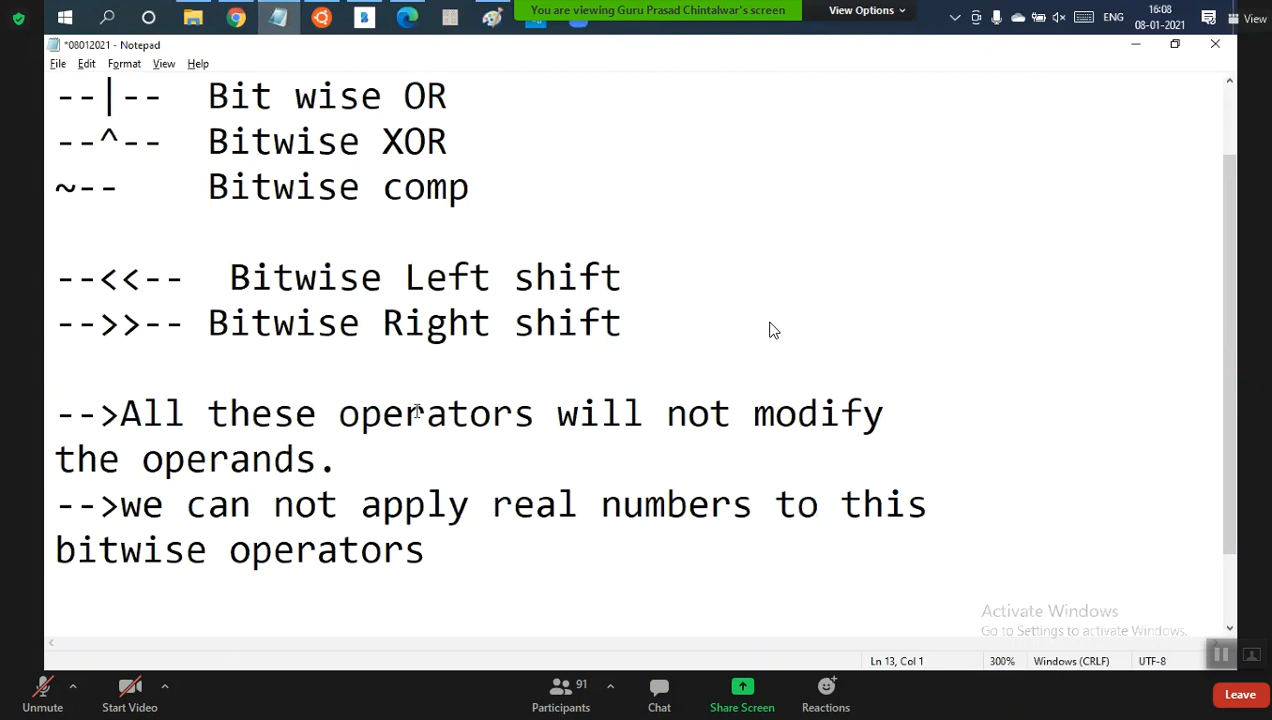 You are viewing Guru Prasad Chintalwar's screen
View Options
ENG
16:08
08-01-2021
View
*08012021 - Notepad
File Edit Format View Help
--|-- Bit wise OR
--^-- Bitwise XOR
~-- Bitwise comp
--<<-- Bitwise Left shift
-->>-- Bitwise Right shift
-->All these operators will not modify
the operands.
-->we can not apply real numbers to this
bitwise operators
Activate Windows
Go to Settings to activate Windows.
Ln 13, Col 1 300% Windows (CRLF) UTF-8
91
Unmute Start Video Participants Chat Share Screen Reactions Leave